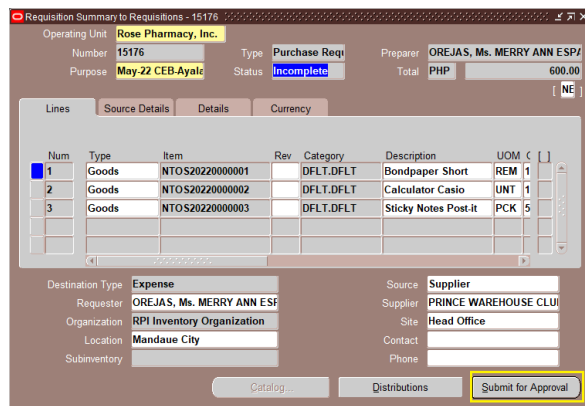 Requisition Summary to Requisitions - 15176
Operating Unit Rose Pharmacy, Inc.
Number 15176 Type Purchase Requ Preparer OREJAS, Ms. MERRY ANN ESPA
Purpose May-22 CEB-Ayala Status Incomplete Total PHP 600.00
[ NE ]
Lines Source Details Details Currency
Num Type Item Rev Category Description UOM [ ]
1 Goods NTOS20220000001 DFLT.DFLT Bondpaper Short REM 1
2 Goods NTOS20220000002 DFLT.DFLT Calculator Casio UNT 1
3 Goods NTOS20220000003 DFLT.DFLT Sticky Notes Post-it PCK 5
Destination Type Expense Source Supplier
Requester OREJAS, Ms. MERRY ANN ESP Supplier PRINCE WAREHOUSE CLU
Organization RPI Inventory Organization Site Head Office
Location Mandaue City Contact
Subinventory Phone
Catalog... Distributions Submit for Approval